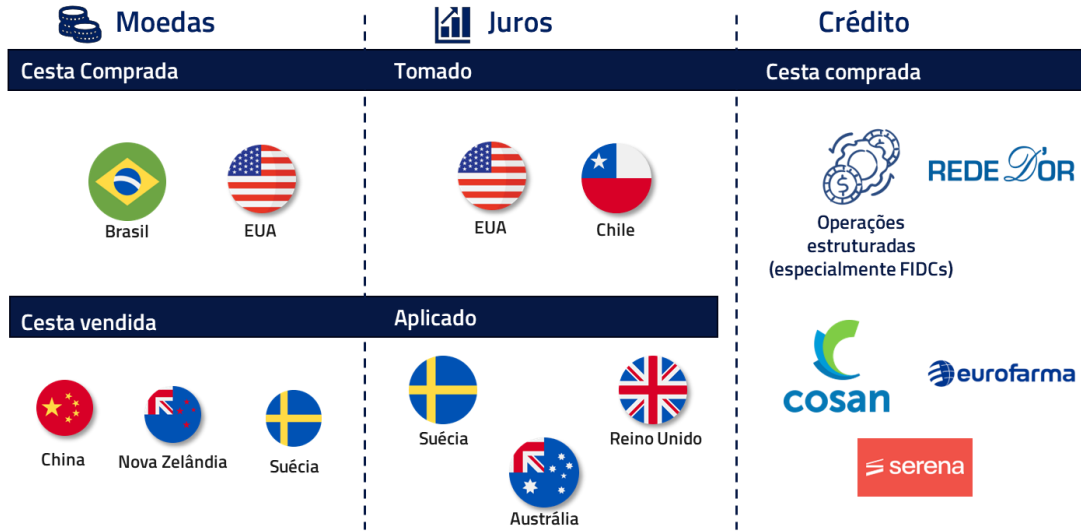 Moedas
Juros
Crédito
Cesta Comprada
Tomado
Cesta comprada
Brasil
EUA
EUA
Chile
Operações
estruturadas
(especialmente FIDCs)
REDE D'OR
Cesta vendida
Aplicado
China
Nova Zelândia
Suécia
Suécia
Reino Unido
Austrália
cosan
eurofarma
serena